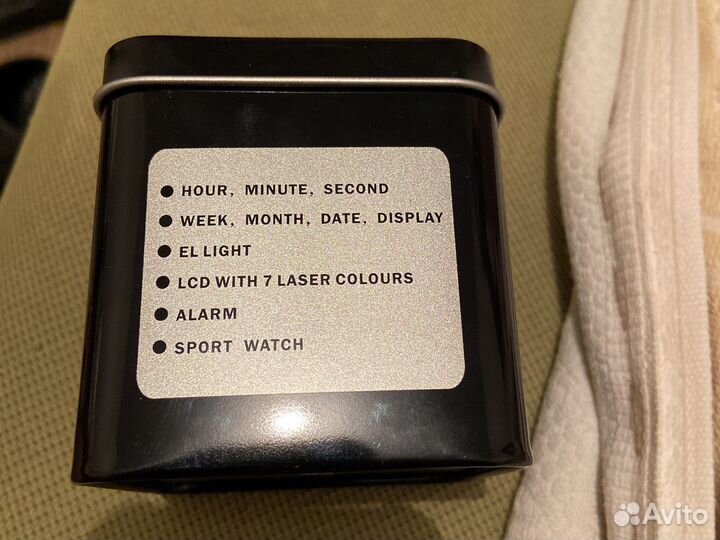 ● HOUR, MINUTE, SECOND
● WEEK, MONTH, DATE, DISPLAY
● EL LIGHT
● LCD WITH 7 LASER COLOURS
● ALARM
● SPORT WATCH
Avito